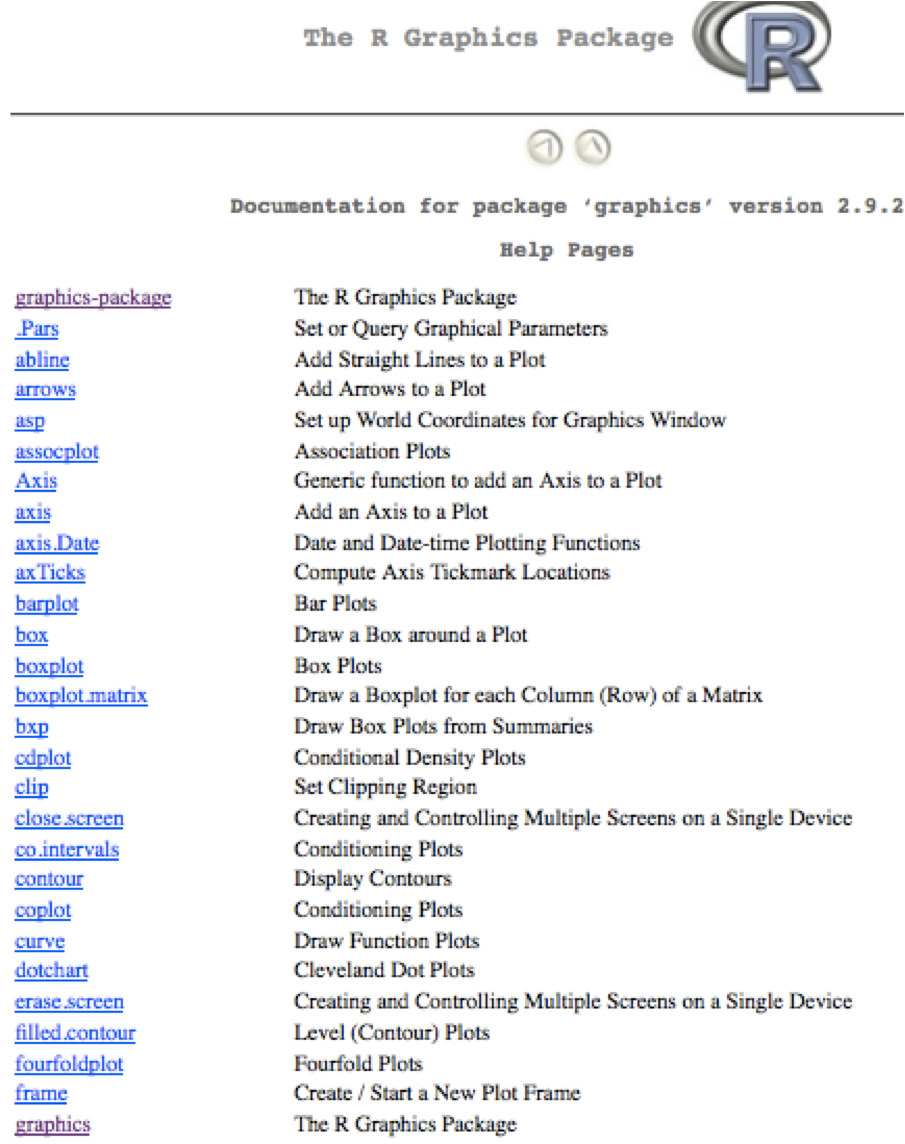 The R Graphics Package R
Documentation for package ‘graphics’ version 2.9.2
Help Pages
graphics-package The R Graphics Package
.Pars Set or Query Graphical Parameters
abline Add Straight Lines to a Plot
arrows Add Arrows to a Plot
asp Set up World Coordinates for Graphics Window
assocplot Association Plots
Axis Generic function to add an Axis to a Plot
axis Add an Axis to a Plot
axis.Date Date and Date-time Plotting Functions
axTicks Compute Axis Tickmark Locations
barplot Bar Plots
box Draw a Box around a Plot
boxplot Box Plots
boxplot.matrix Draw a Boxplot for each Column (Row) of a Matrix
bxp Draw Box Plots from Summaries
cdplot Conditional Density Plots
clip Set Clipping Region
close.screen Creating and Controlling Multiple Screens on a Single Device
co.intervals Conditioning Plots
contour Display Contours
coplot Conditioning Plots
curve Draw Function Plots
dotchart Cleveland Dot Plots
erase.screen Creating and Controlling Multiple Screens on a Single Device
filled.contour Level (Contour) Plots
fourfoldplot Fourfold Plots
frame Create / Start a New Plot Frame
graphics The R Graphics Package